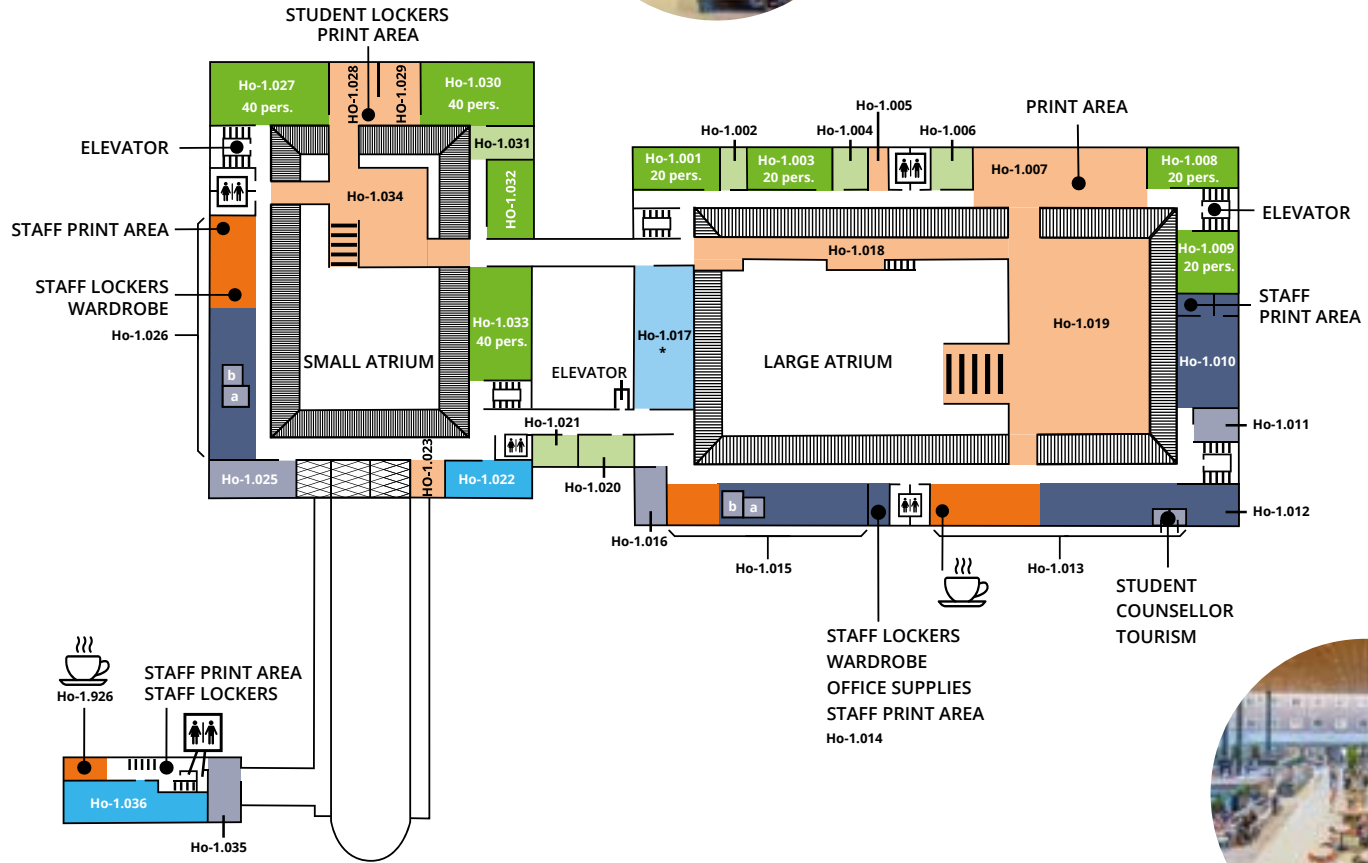 STUDENT LOCKERS
PRINT AREA
Ho-1.027
40 pers.
HO-1.028
HO-1.029
Ho-1.030
40 pers.
ELEVATOR
Ho-1.031
HO-1.032
Ho-1.034
STAFF PRINT AREA
STAFF LOCKERS
WARDROBE
Ho-1.026
b
a
SMALL ATRIUM
Ho-1.033
40 pers.
ELEVATOR
Ho-1.025
HO-1.023
Ho-1.022
Ho-1.021
Ho-1.020
Ho-1.017
*
Ho-1.001
20 pers.
Ho-1.002
Ho-1.003
20 pers.
Ho-1.004
Ho-1.005
Ho-1.006
PRINT AREA
Ho-1.007
Ho-1.008
20 pers.
ELEVATOR
Ho-1.009
20 pers.
Ho-1.018
Ho-1.019
LARGE ATRIUM
STAFF
PRINT AREA
Ho-1.010
Ho-1.011
Ho-1.012
Ho-1.016
b
a
Ho-1.015
Ho-1.013
STUDENT
COUNSELLOR
TOURISM
STAFF LOCKERS
WARDROBE
OFFICE SUPPLIES
STAFF PRINT AREA
Ho-1.014
Ho-1.926
STAFF PRINT AREA
STAFF LOCKERS
Ho-1.036
Ho-1.035